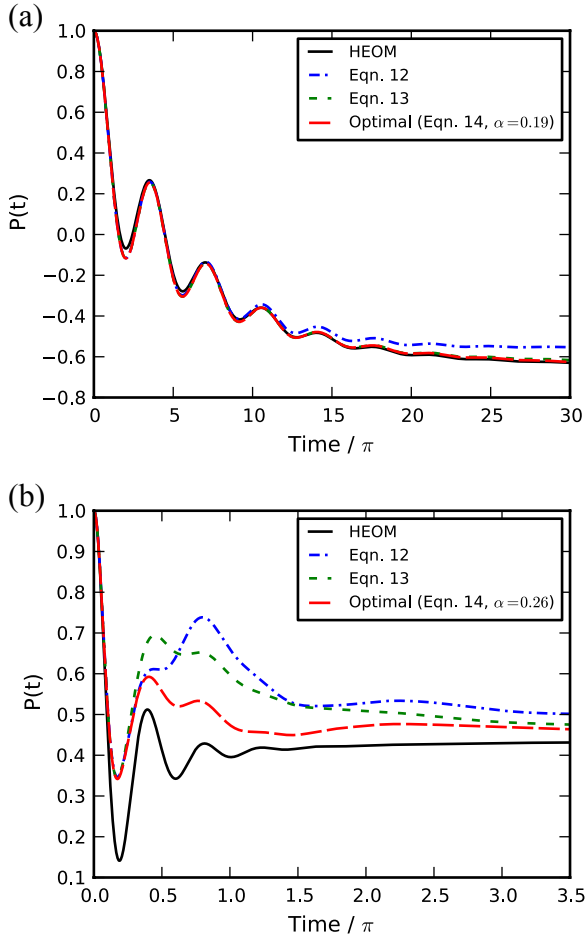 (a)
1.0
0.8
0.6
0.4
0.2
0.0
−0.2
−0.4
−0.6
−0.8
P(t)
HEOM
Eqn. 12
Eqn. 13
Optimal (Eqn. 14, α=0.19)
0 5 10 15 20 25 30
Time / π
(b)
1.0
0.9
0.8
0.7
0.6
0.5
0.4
0.3
0.2
0.1
P(t)
HEOM
Eqn. 12
Eqn. 13
Optimal (Eqn. 14, α=0.26)
0.0 0.5 1.0 1.5 2.0 2.5 3.0 3.5
Time / π